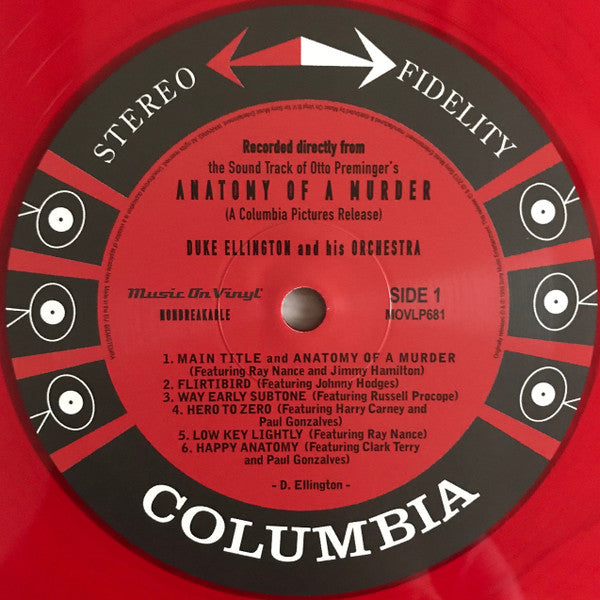 STEREO
FIDELITY
Recorded directly from
the Sound Track of Otto Preminger's
ANATOMY OF A MURDER
(A Columbia Pictures Release)
DUKE ELLINGTON and his ORCHESTRA
Music On Vinyl
NONBREAKABLE
SIDE 1
MOVLP681
1. MAIN TITLE and ANATOMY OF A MURDER
(Featuring Ray Nance and Jimmy Hamilton)
2. FLIRTIBIRD (Featuring Johnny Hodges)
3. WAY EARLY SUBTONE (Featuring Russell Procope)
4. HERO TO ZERO (Featuring Harry Carney and
Paul Gonzalves)
5. LOW KEY LIGHTLY (Featuring Ray Nance)
6. HAPPY ANATOMY (Featuring Clark Terry
and Paul Gonzalves)
- D. Ellington -
COLUMBIA